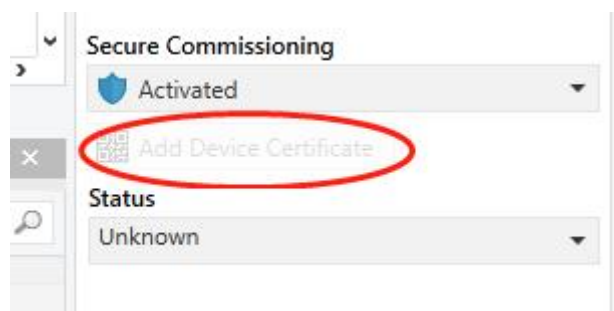 Secure Commissioning
Activated
Add Device Certificate
Status
Unknown